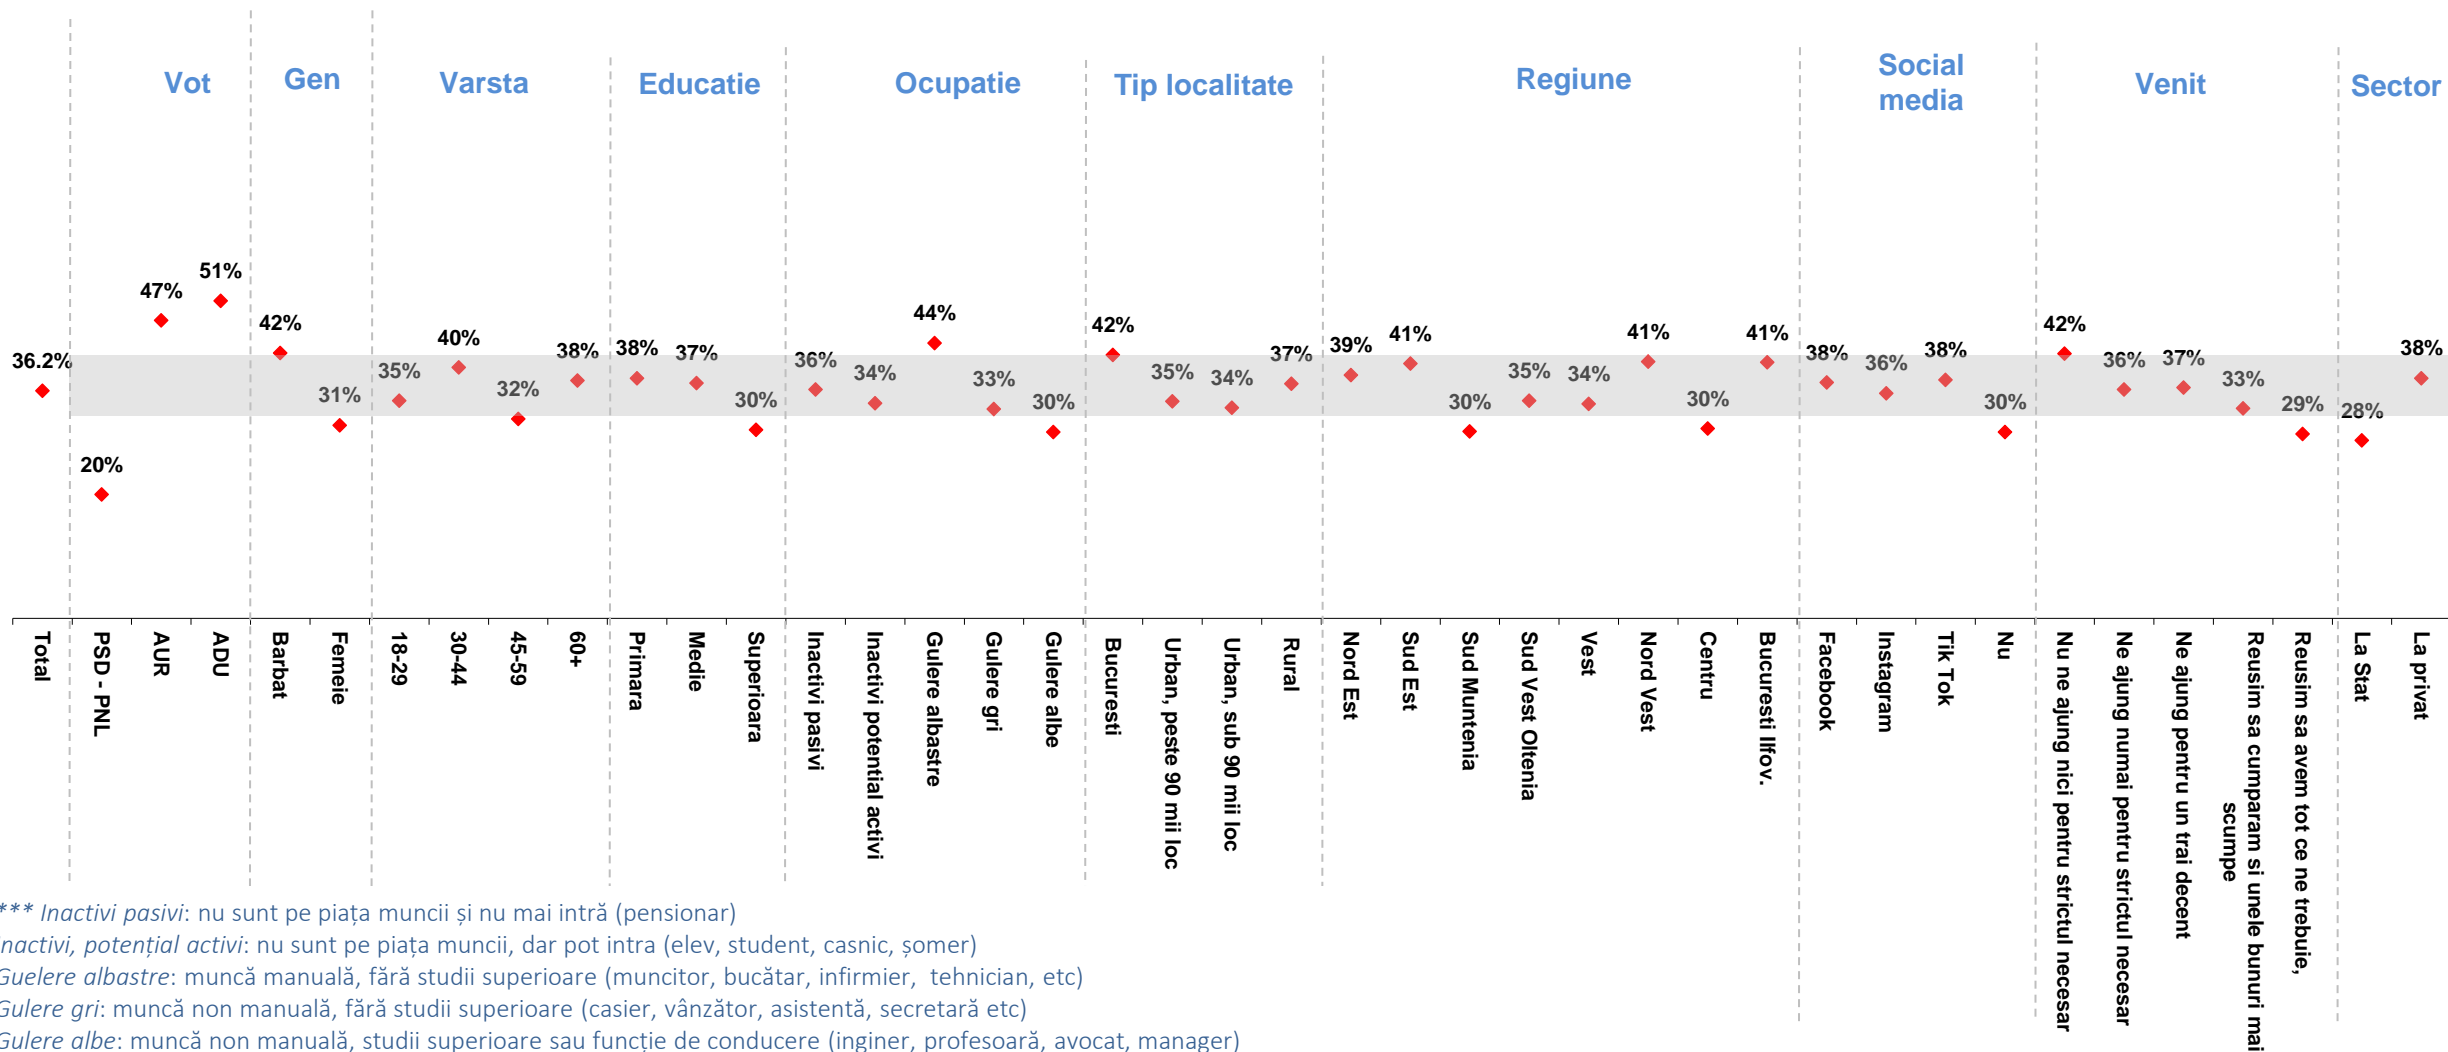 Vot
Gen
Varsta
Educatie
Ocupatie
Tip localitate
Regiune
Social
media
Venit
Sector
36.2%
20%
47%
51%
42%
31%
35%
40%
32%
38%
38%
37%
30%
36%
34%
44%
33%
30%
42%
35%
34%
37%
39%
41%
30%
35%
34%
41%
30%
41%
38%
36%
38%
30%
42%
36%
37%
33%
29%
28%
38%
Total
PSD - PNL
AUR
ADU
Barbat
Femeie
18-29
30-44
45-59
60+
Primara
Medie
Superioara
Inactivi pasivi
Inactivi potential activi
Gulere albastre
Gulere gri
Gulere albe
Bucuresti
Urban, peste 90 mii loc
Urban, sub 90 mii loc
Rural
Nord Est
Sud Est
Sud Muntenia
Sud Vest Oltenia
Vest
Nord Vest
Centru
Bucuresti Ilfov.
Facebook
Instagram
Tik Tok
Nu
Nu ne ajung nici pentru strictul necesar
Ne ajung numai pentru strictul necesar
Ne ajung pentru un trai decent
Reusim sa cumparam si unele bunuri mai
scumpe
Reusim sa avem tot ce ne trebuie,
La Stat
La privat
*** Inactivi pasivi: nu sunt pe piața muncii și nu mai intră (pensionar)
Inactivi, potențial activi: nu sunt pe piața muncii, dar pot intra (elev, student, casnic, șomer)
Guelere albastre: muncă manuală, fără studii superioare (muncitor, bucătar, infirmier, tehnician, etc)
Gulere gri: muncă non manuală, fără studii superioare (casier, vânzător, asistentă, secretară etc)
Gulere albe: muncă non manuală, studii superioare sau funcție de conducere (inginer, profesoară, avocat, manager)